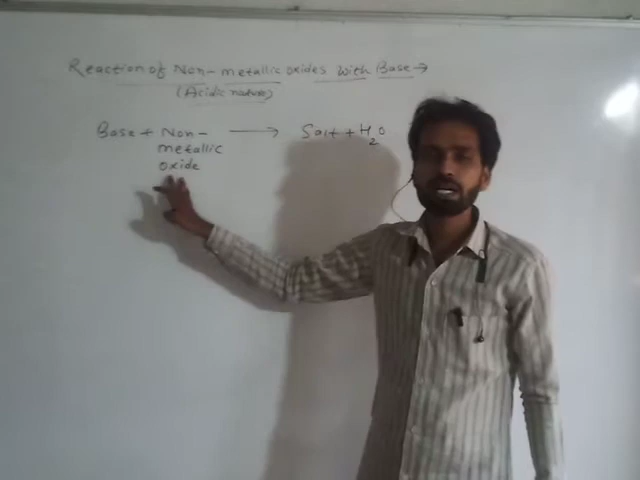 Reaction of Non-metallic oxides with Base →
(Acidic nature)
Base + Non- → Salt + H₂O
metallic
oxide